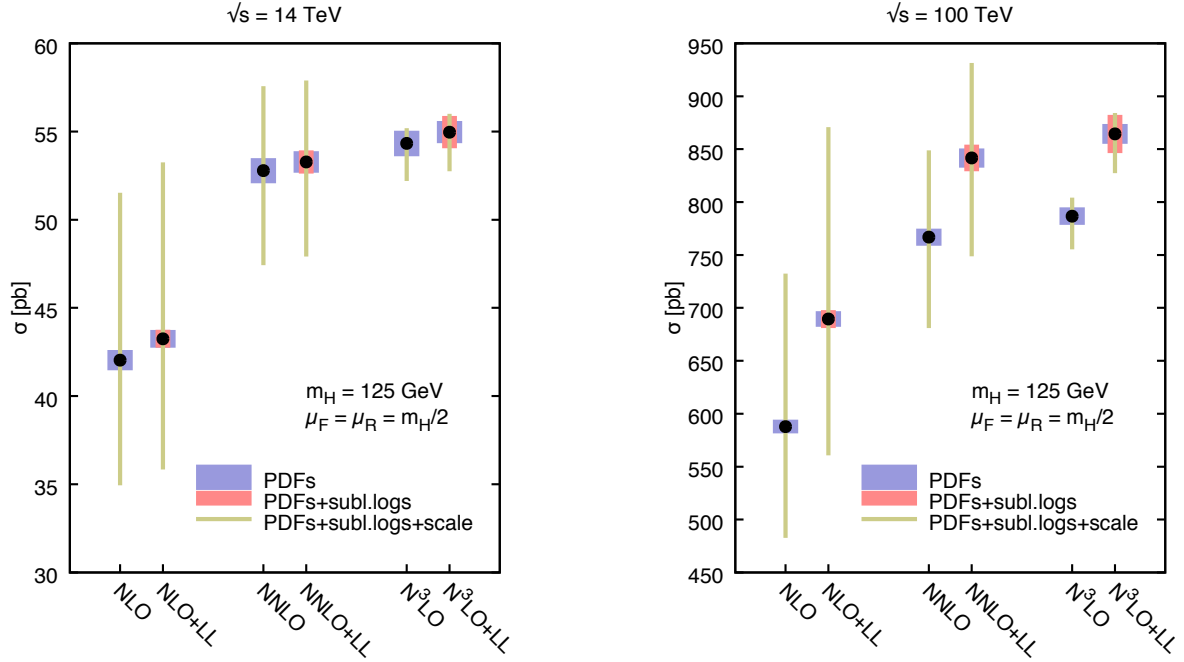 √s = 14 TeV
60
55
50
45
40
35
30
σ [pb]
m_H = 125 GeV
μ_F = μ_R = m_H/2
PDFs
PDFs+subl.logs
PDFs+subl.logs+scale
NLO
NLO+LL
NNLO
NNLO+LL
N³LO
N³LO+LL
√s = 100 TeV
950
900
850
800
750
700
650
600
550
500
450
σ [pb]
m_H = 125 GeV
μ_F = μ_R = m_H/2
PDFs
PDFs+subl.logs
PDFs+subl.logs+scale
NLO
NLO+LL
NNLO
NNLO+LL
N³LO
N³LO+LL